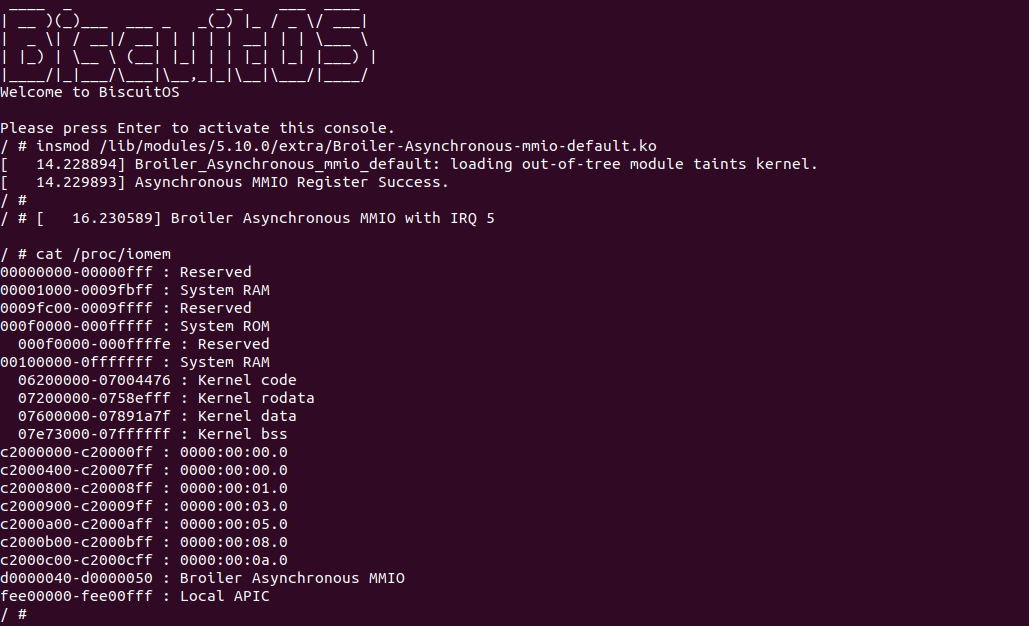 ____  _                _ _    ___  ____
| __ )(_)___  ___ _   _(_) |_ / _ \/ ___|
|  _ \| / __|/ __| | | | | __| | | \___ \
| |_) | \__ \ (__| |_| | | |_| |_| |___) |
|____/|_|___/\___|\__,_|_|\__|\___/|____/
Welcome to BiscuitOS
Please press Enter to activate this console.
/ # insmod /lib/modules/5.10.0/extra/Broiler-Asynchronous-mmio-default.ko
[   14.228894] Broiler_Asynchronous_mmio_default: loading out-of-tree module taints kernel.
[   14.229893] Asynchronous MMIO Register Success.
/ #
/ # [   16.230589] Broiler Asynchronous MMIO with IRQ 5
/ # cat /proc/iomem
00000000-00000fff : Reserved
00001000-0009fbff : System RAM
0009fc00-0009ffff : Reserved
000f0000-000fffff : System ROM
  000f0000-000ffffe : Reserved
00100000-0fffffff : System RAM
  06200000-07004476 : Kernel code
  07200000-0758efff : Kernel rodata
  07600000-07891a7f : Kernel data
  07e73000-07ffffff : Kernel bss
c2000000-c20000ff : 0000:00:00.0
c2000400-c20007ff : 0000:00:00.0
c2000800-c20008ff : 0000:00:01.0
c2000900-c20009ff : 0000:00:03.0
c2000a00-c2000aff : 0000:00:05.0
c2000b00-c2000bff : 0000:00:08.0
c2000c00-c2000cff : 0000:00:0a.0
d0000040-d0000050 : Broiler Asynchronous MMIO
fee00000-fee00fff : Local APIC
/ #